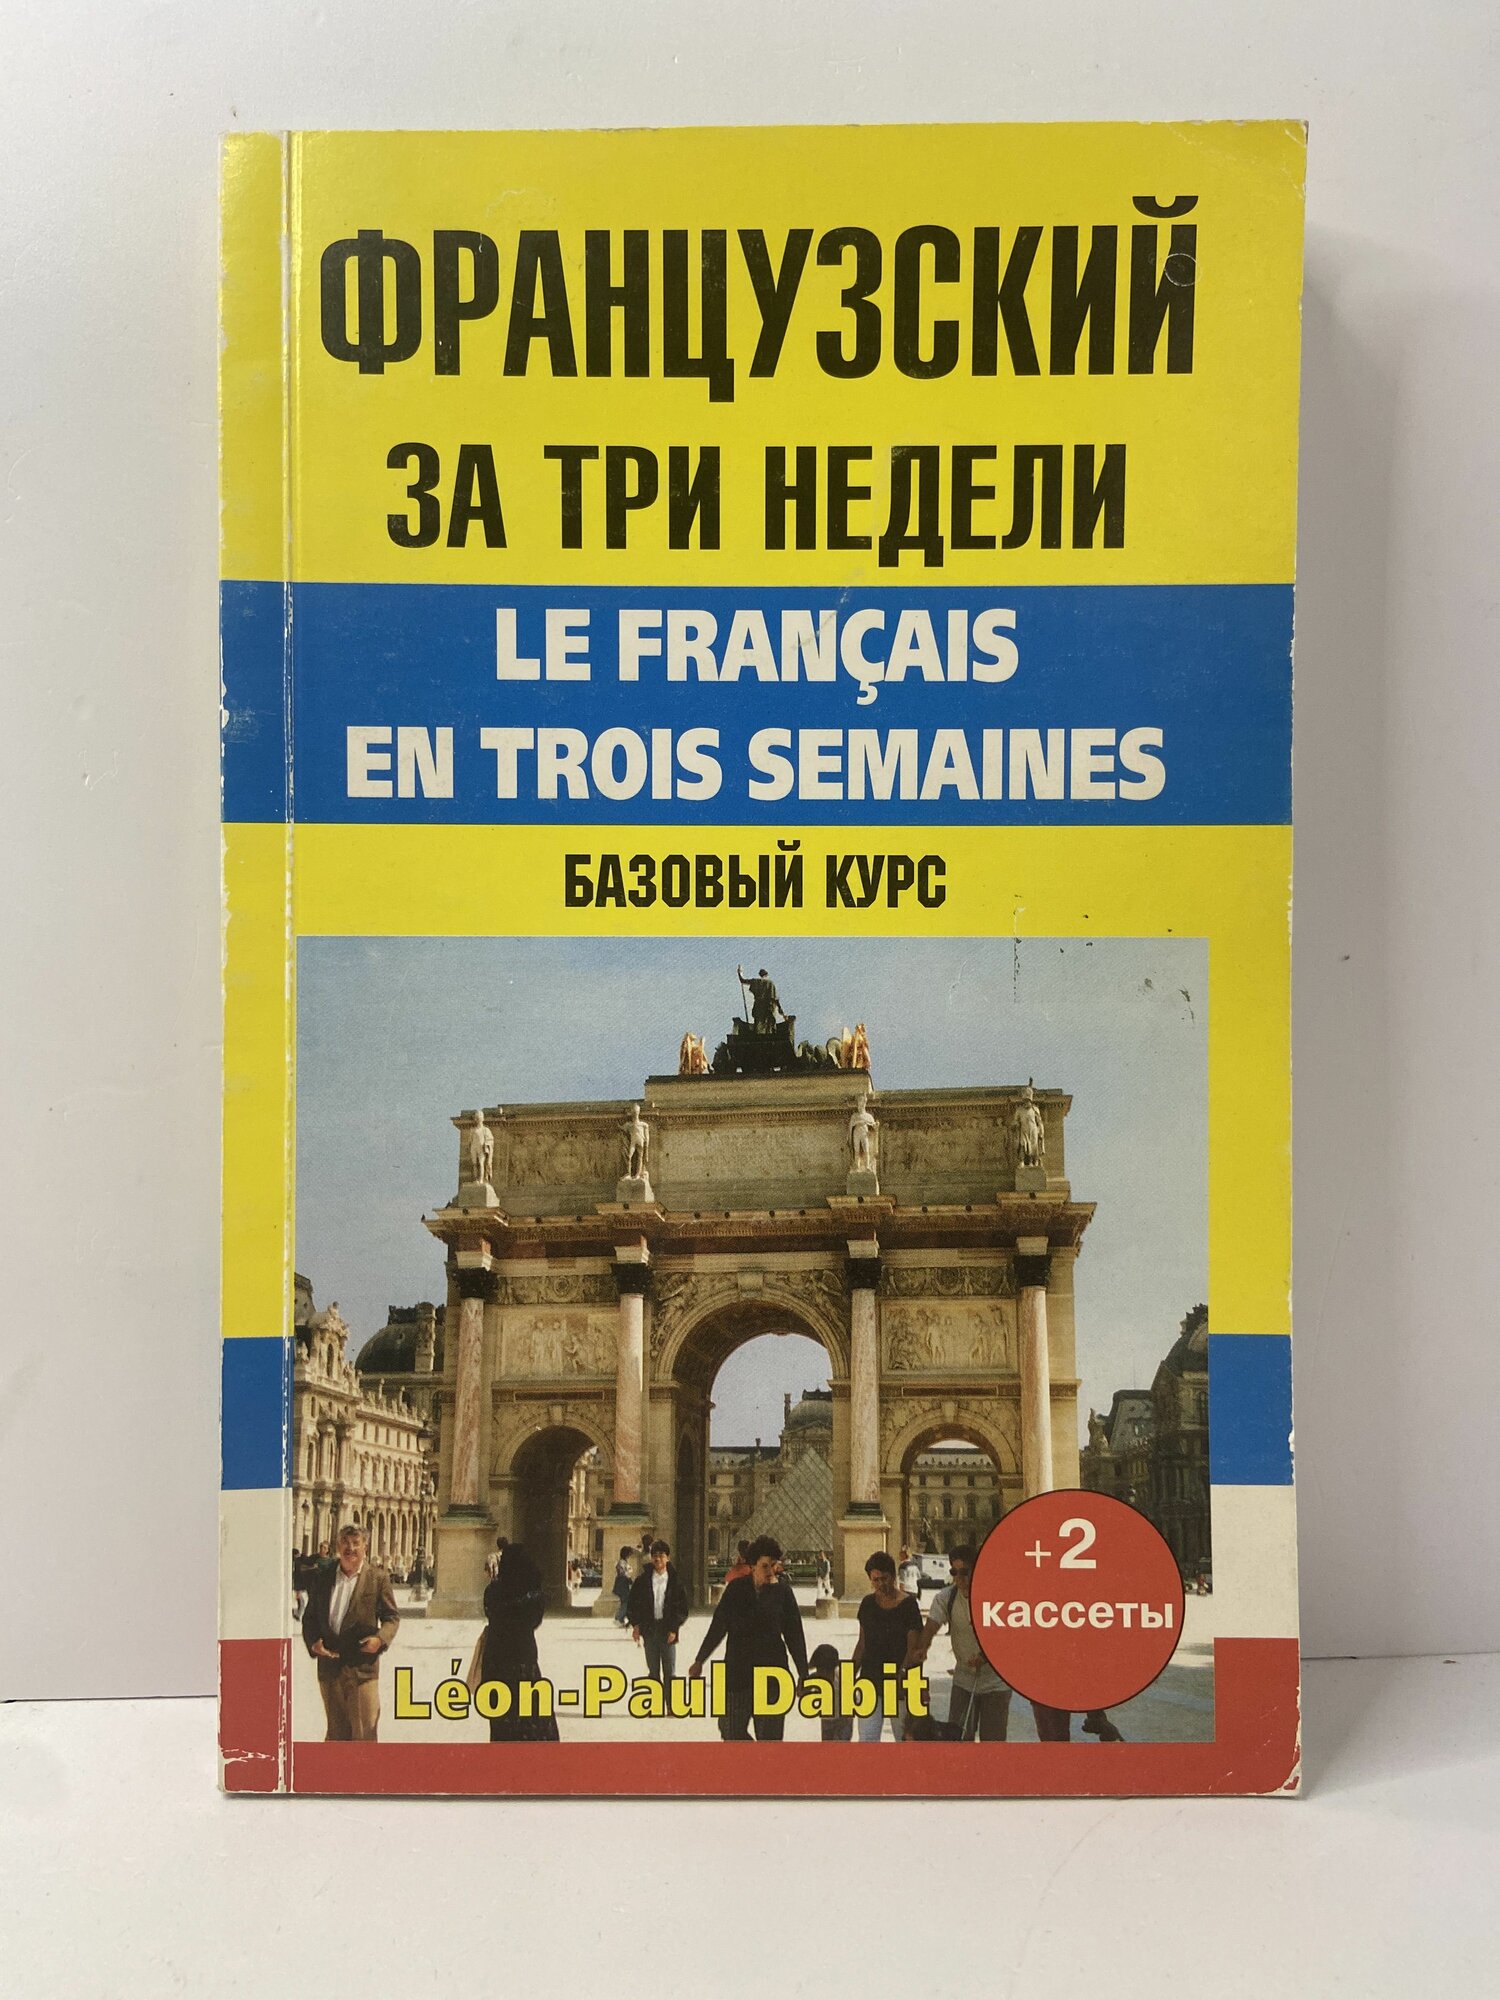 ФРАНЦУЗСКИЙ
ЗА ТРИ НЕДЕЛИ
LE FRANÇAIS
EN TROIS SEMAINES
БАЗОВЫЙ КУРС
+2
кассеты
Léon-Paul Dabit